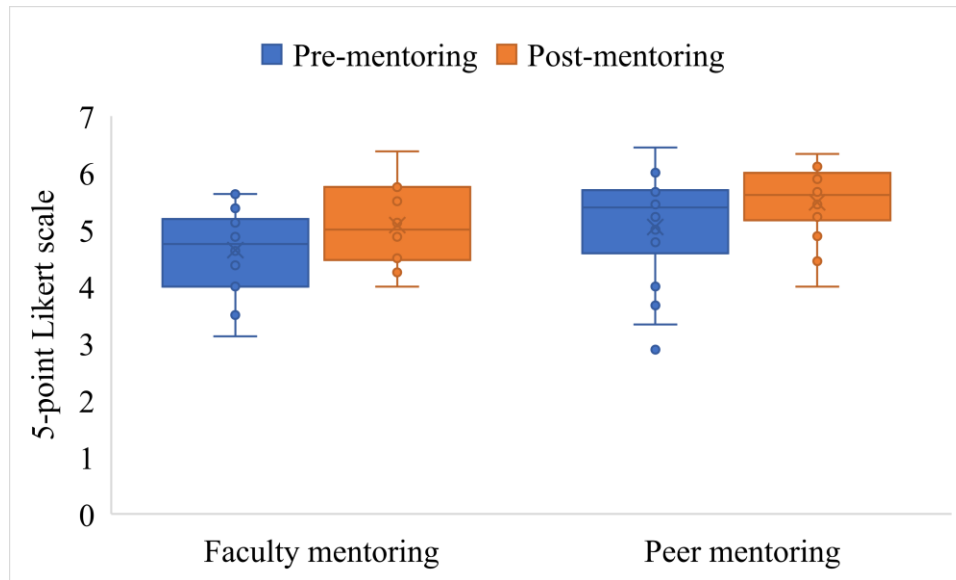 Pre-mentoring Post-mentoring
5-point Likert scale
7
6
5
4
3
2
1
0
Faculty mentoring Peer mentoring